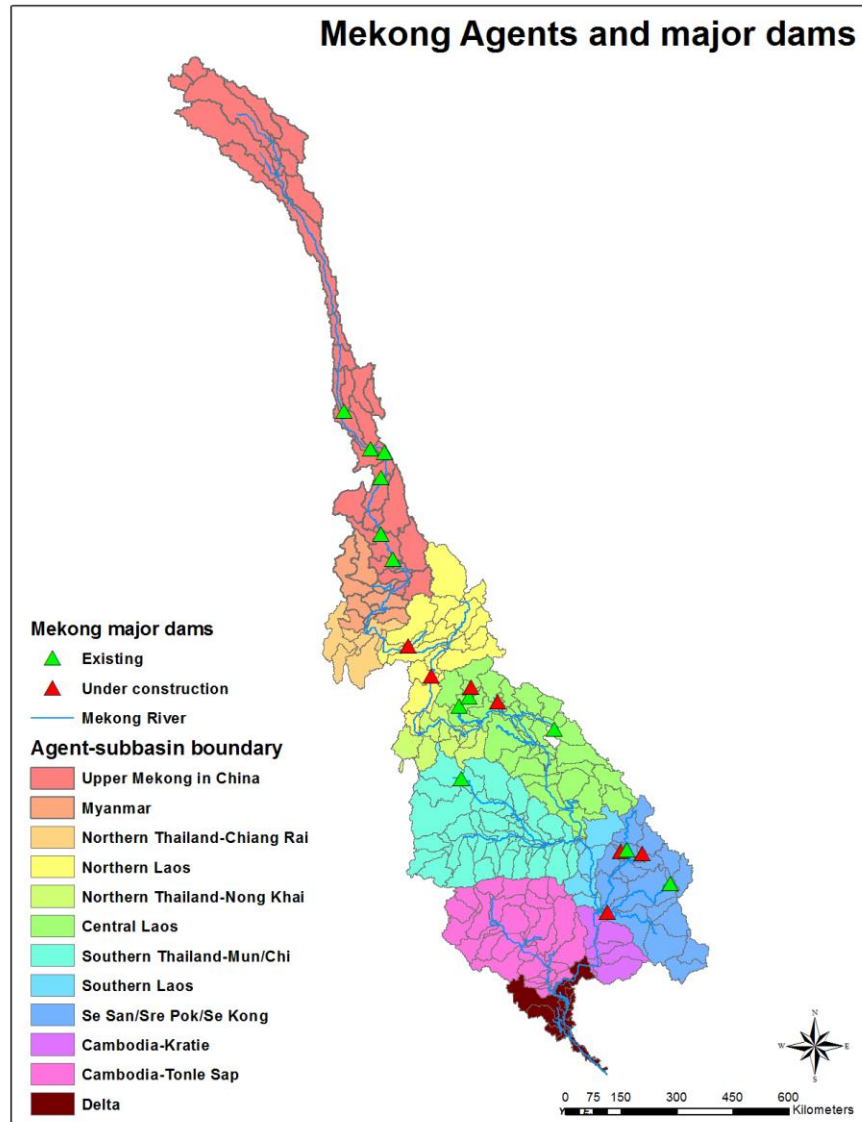 Mekong Agents and major dams
Mekong major dams
Existing
Under construction
Mekong River
Agent-subbasin boundary
Upper Mekong in China
Myanmar
Northern Thailand-Chiang Rai
Northern Laos
Northern Thailand-Nong Khai
Central Laos
Southern Thailand-Mun/Chi
Southern Laos
Se San/Sre Pok/Se Kong
Cambodia-Kratie
Cambodia-Tonle Sap
Delta
N
W E
S
0 75 150 300 450 600
Kilometers